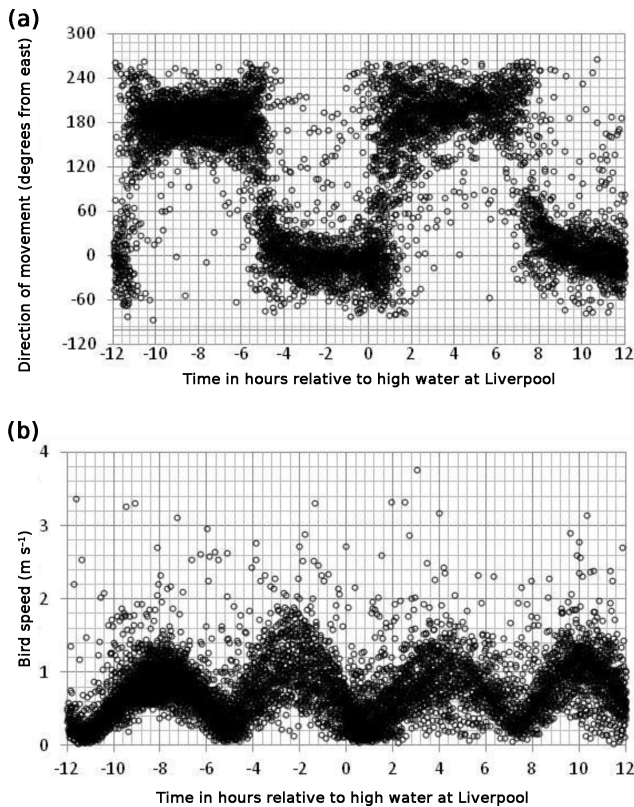 (a)
Direction of movement (degrees from east)
300
240
180
120
60
0
-60
-120
-12 -10 -8 -6 -4 -2 0 2 4 6 8 10 12
Time in hours relative to high water at Liverpool
(b)
Bird speed (m s⁻¹)
4
3
2
1
0
-12 -10 -8 -6 -4 -2 0 2 4 6 8 10 12
Time in hours relative to high water at Liverpool